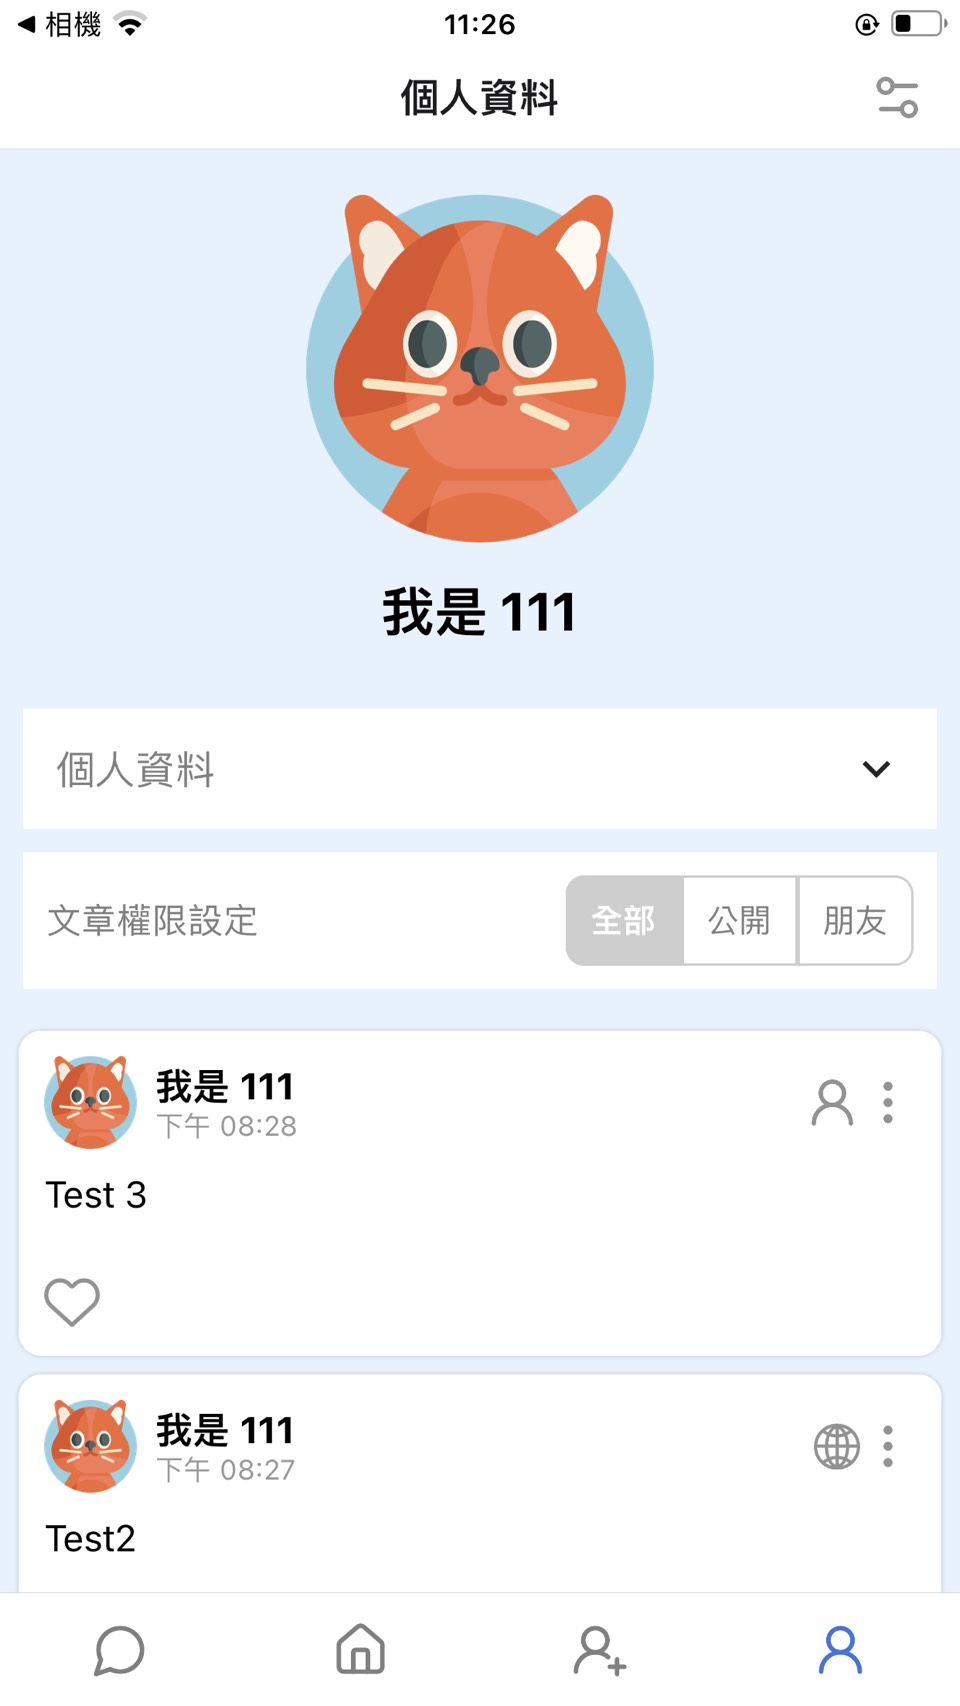 相機
11:26
個人資料
我是 111
個人資料
文章權限設定
全部 公開 朋友
我是 111
下午 08:28
Test 3
我是 111
下午 08:27
Test2